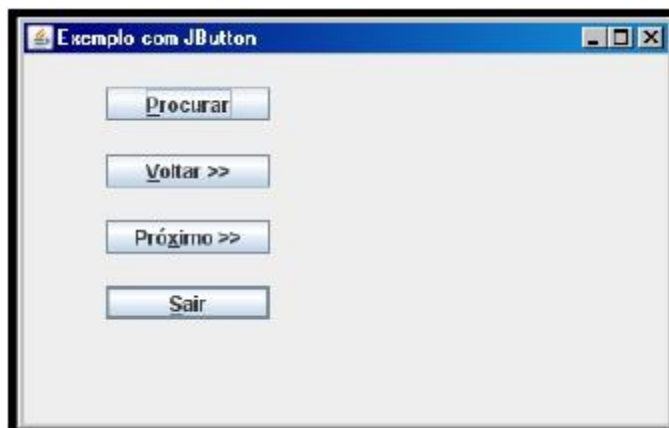 Exemplo com JButton
Procurar
Voltar >>
Próximo >>
Sair